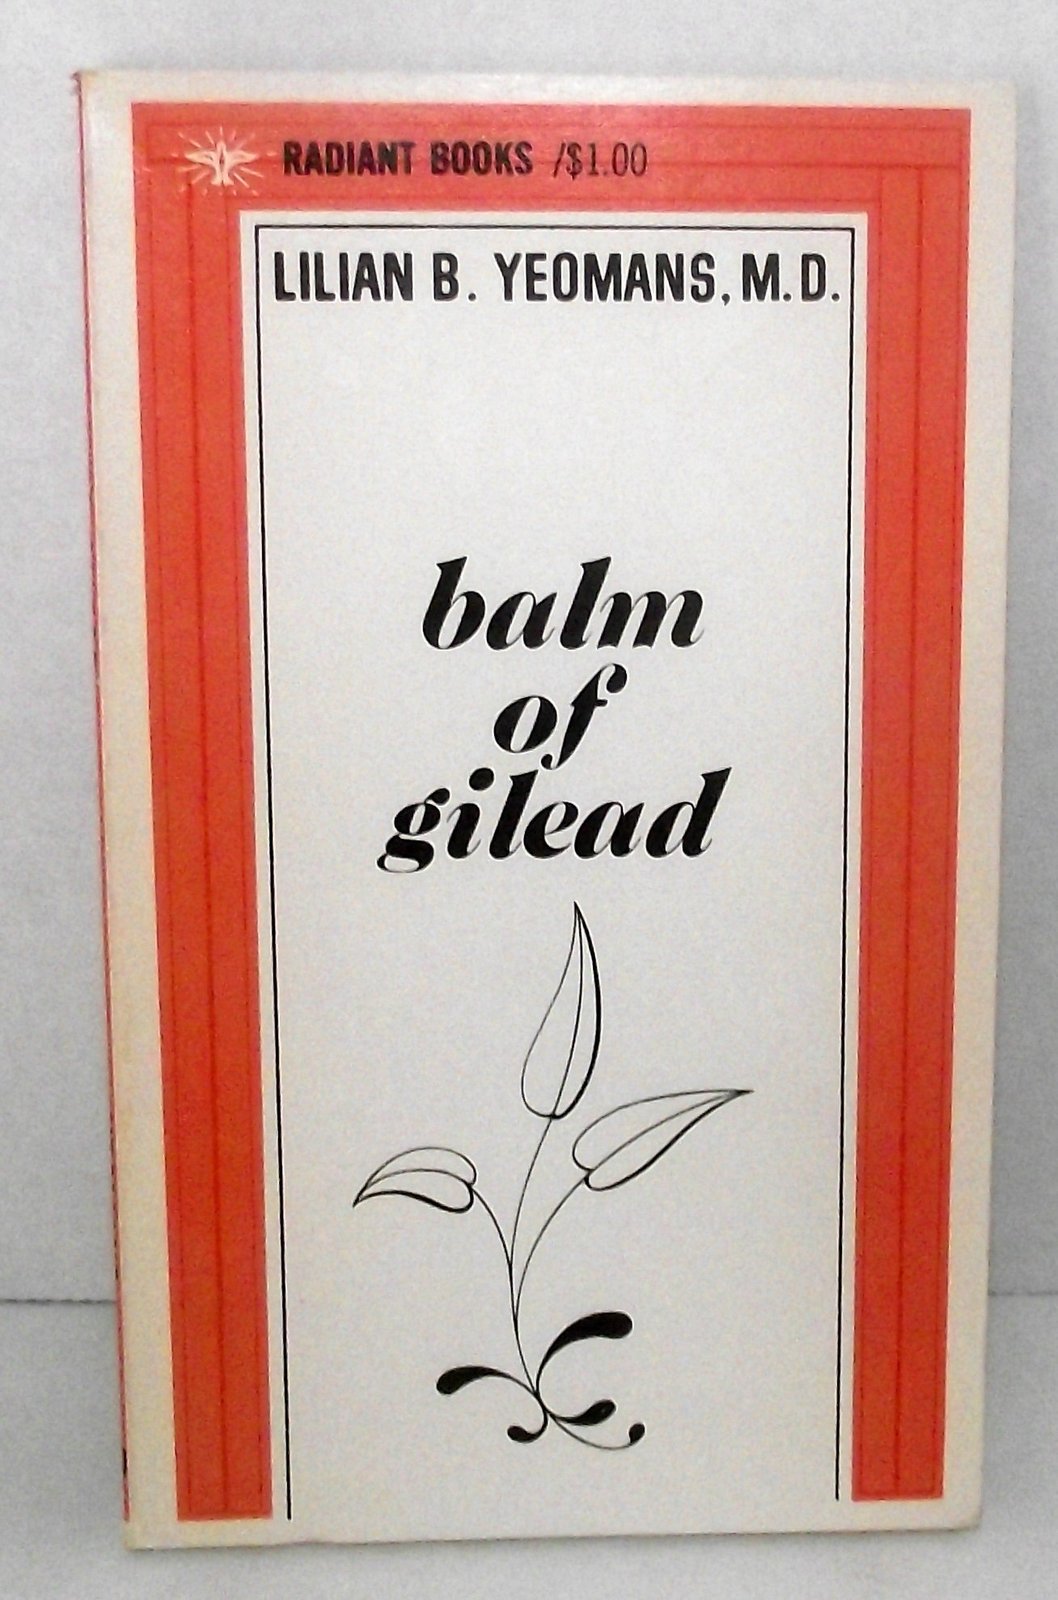 RADIANT BOOKS /$1.00
LILIAN B. YEOMANS, M.D.
balm
of
gilead